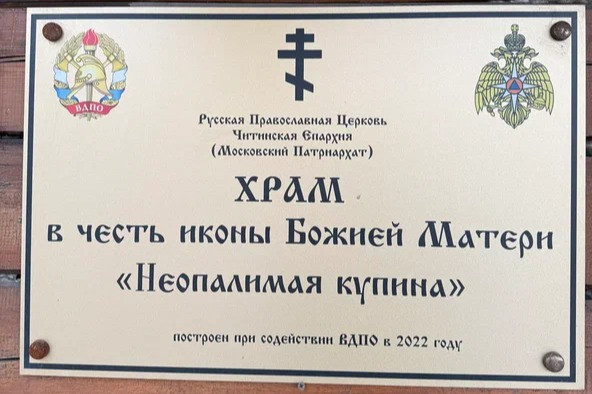 ВДПО
Русская Православная Церковь
Читинская Епархия
(Московский Патриархат)
ХРАМ
в честь иконы Божией Матери
«Неопалимая купина»
построен при содействии ВДПО в 2022 году